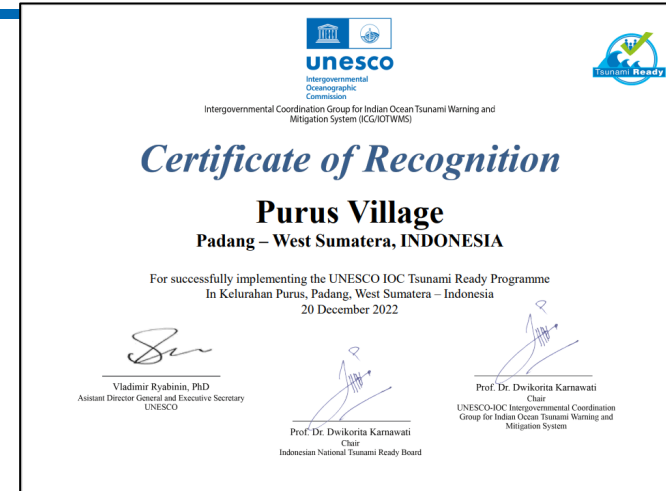 unesco
Intergovernmental
Oceanographic
Commission
Tsunami Ready
Intergovernmental Coordination Group for Indian Ocean Tsunami Warning and
Mitigation System (ICG/IOTWMS)
Certificate of Recognition
Purus Village
Padang – West Sumatera, INDONESIA
For successfully implementing the UNESCO IOC Tsunami Ready Programme
In Kelurahan Purus, Padang, West Sumatera – Indonesia
20 December 2022
Vladimir Ryabinin, PhD
Asistant Director General and Executive Secretary
UNESCO
Prof. Dr. Dwikorita Karnawati
Chair
Indonesian National Tsunami Ready Board
Prof. Dr. Dwikorita Karnawati
Chair
UNESCO-IOC Intergovernmental Coordination
Group for Indian Ocean Tsunami Warning and
Mitigation System